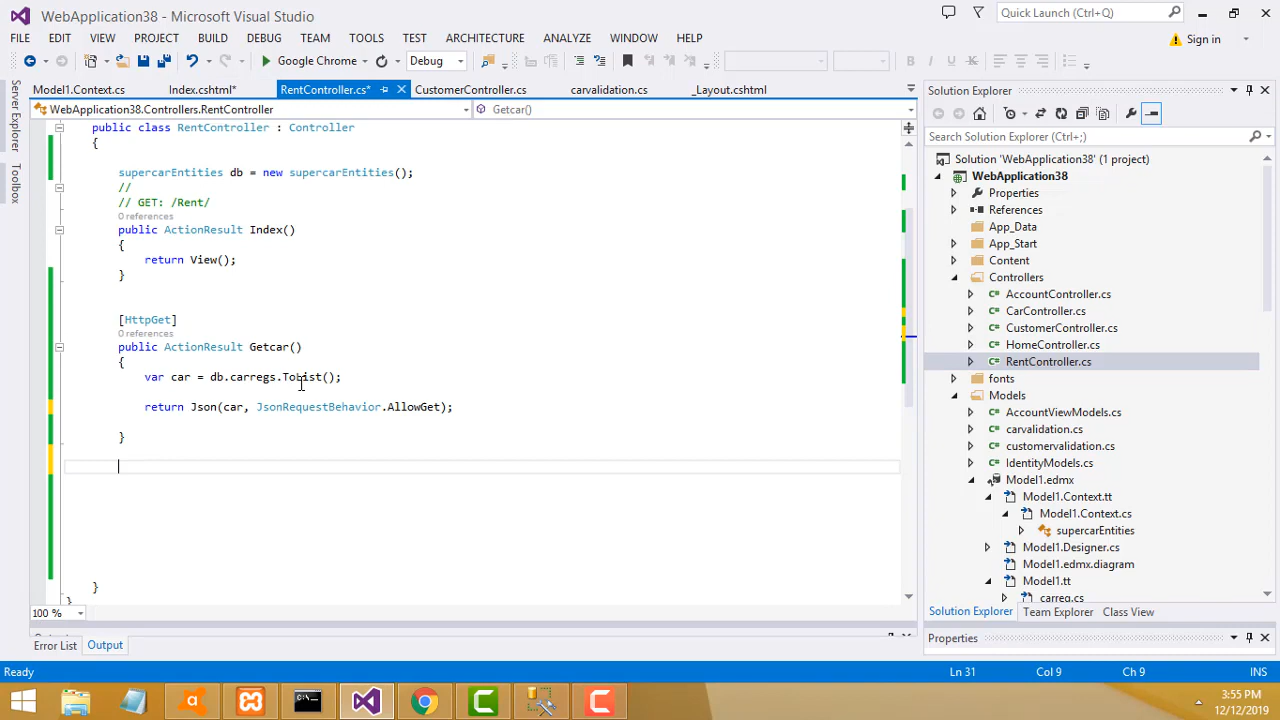 WebApplication38 - Microsoft Visual Studio
Quick Launch (Ctrl+Q)
FILE EDIT VIEW PROJECT BUILD DEBUG TEAM TOOLS TEST ARCHITECTURE ANALYZE WINDOW HELP
Sign in
Google Chrome
Debug
Server Explorer
Toolbox
Model1.Context.cs Index.cshtml* RentController.cs* CustomerController.cs carvalidation.cs _Layout.cshtml
WebApplication38.Controllers.RentController
Getcar()
public class RentController : Controller
{
supercarEntities db = new supercarEntities();
//
// GET: /Rent/
0 references
public ActionResult Index()
{
return View();
}
[HttpGet]
0 references
public ActionResult Getcar()
{
var car = db.carregs.ToList();
return Json(car, JsonRequestBehavior.AllowGet);
}
}
}
100 %
Error List Output
Solution Explorer
Search Solution Explorer (Ctrl+;)
Solution 'WebApplication38' (1 project)
WebApplication38
Properties
References
App_Data
App_Start
Content
Controllers
AccountController.cs
CarController.cs
CustomerController.cs
HomeController.cs
RentController.cs
fonts
Models
AccountViewModels.cs
carvalidation.cs
customervalidation.cs
IdentityModels.cs
Model1.edmx
Model1.Context.tt
Model1.Context.cs
supercarEntities
Model1.Designer.cs
Model1.edmx.diagram
Model1.tt
carreg.cs
Solution Explorer Team Explorer Class View
Properties
Ready
Ln 31 Col 9 Ch 9 INS
3:55 PM
12/12/2019